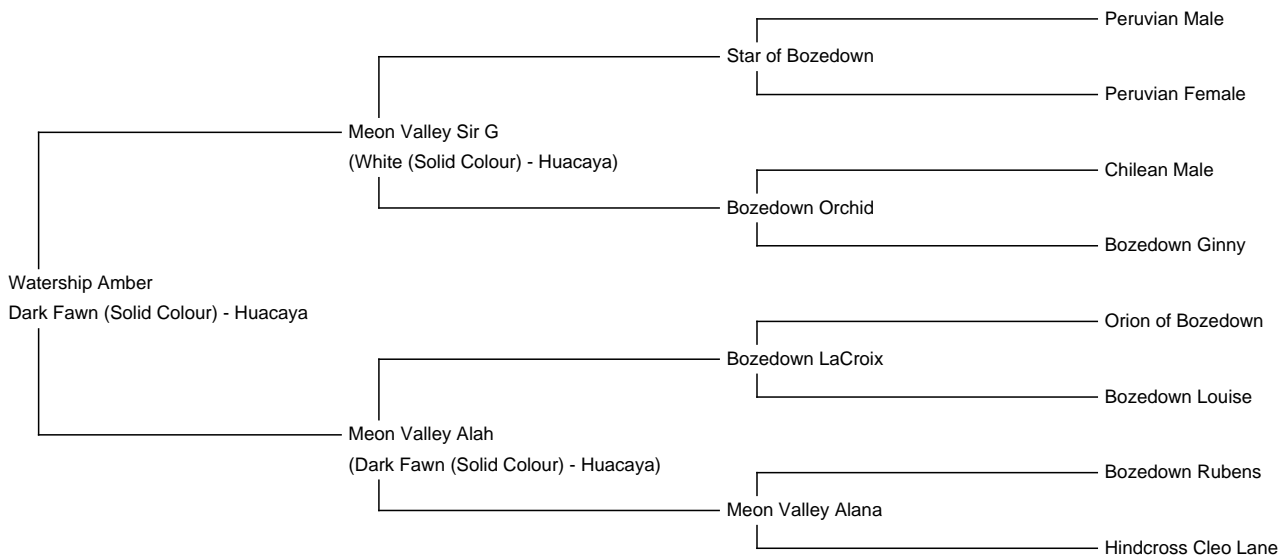 Peruvian Male
Star of Bozedown
Peruvian Female
Meon Valley Sir G
(White (Solid Colour) - Huacaya)
Chilean Male
Bozedown Orchid
Bozedown Ginny
Watership Amber
Dark Fawn (Solid Colour) - Huacaya
Orion of Bozedown
Bozedown LaCroix
Bozedown Louise
Meon Valley Alah
(Dark Fawn (Solid Colour) - Huacaya)
Bozedown Rubens
Meon Valley Alana
Hindcross Cleo Lane